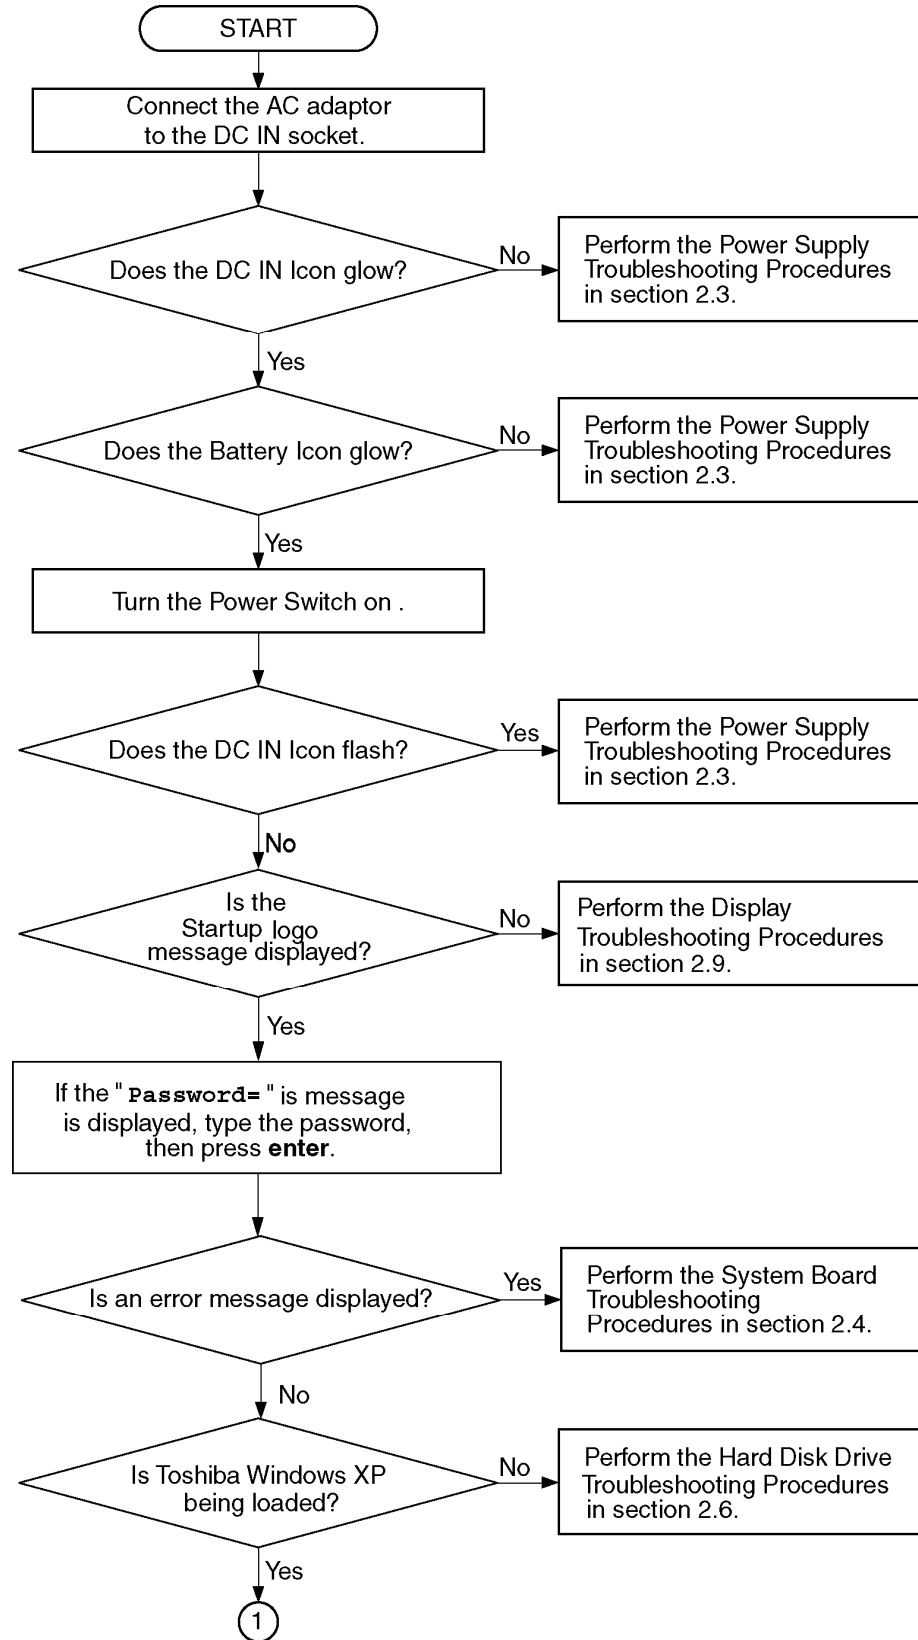 START
Connect the AC adaptor
to the DC IN socket.
Does the DC IN Icon glow?
No
Perform the Power Supply
Troubleshooting Procedures
in section 2.3.
Yes
Does the Battery Icon glow?
No
Perform the Power Supply
Troubleshooting Procedures
in section 2.3.
Yes
Turn the Power Switch on .
Does the DC IN Icon flash?
Yes
Perform the Power Supply
Troubleshooting Procedures
in section 2.3.
No
Is the
Startup logo
message displayed?
No
Perform the Display
Troubleshooting Procedures
in section 2.9.
Yes
If the " Password= " is message
is displayed, type the password,
then press enter.
Is an error message displayed?
Yes
Perform the System Board
Troubleshooting
Procedures in section 2.4.
No
Is Toshiba Windows XP
being loaded?
No
Perform the Hard Disk Drive
Troubleshooting Procedures
in section 2.6.
Yes
1